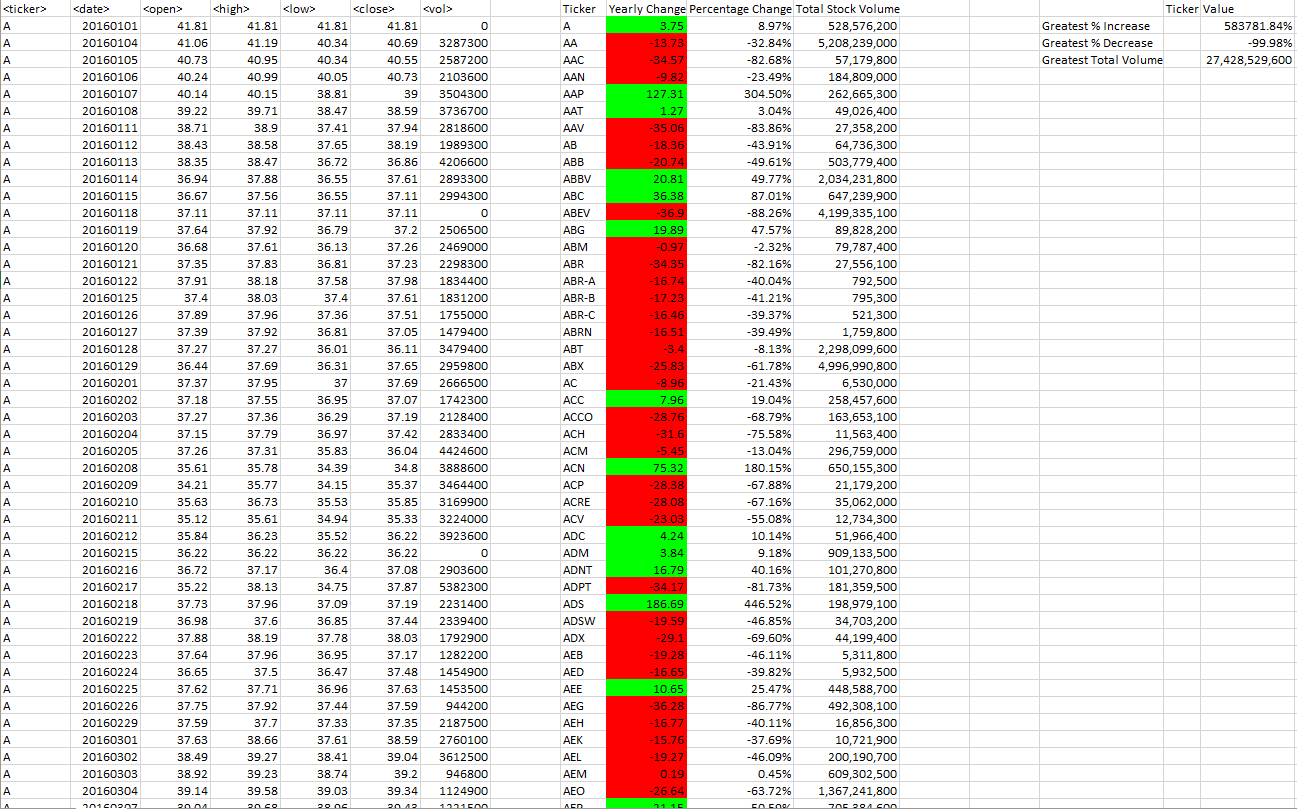 <ticker> <date> <open> <high> <low> <close> <vol> Ticker Yearly Change Percentage Change Total Stock Volume Ticker Value
A 20160101 41.81 41.81 41.81 41.81 0 A 3.75 8.97% 528,576,200 Greatest % Increase 583781.84%
A 20160104 41.06 41.19 40.34 40.69 3287300 AA -13.73 -32.84% 5,208,239,000 Greatest % Decrease -99.98%
A 20160105 40.73 40.95 40.34 40.55 2587200 AAC -34.57 -82.68% 57,179,800 Greatest Total Volume 27,428,529,600
A 20160106 40.24 40.99 40.05 40.73 2103600 AAN -9.82 -23.49% 184,809,000
A 20160107 40.14 40.15 38.81 39 3504300 AAP 127.31 304.50% 262,665,300
A 20160108 39.22 39.71 38.47 38.59 3736700 AAT 1.27 3.04% 49,026,400
A 20160111 38.71 38.9 37.41 37.94 2818600 AAV -35.06 -83.86% 27,358,200
A 20160112 38.43 38.58 37.65 38.19 1989300 AB -18.36 -43.91% 64,736,300
A 20160113 38.35 38.47 36.72 36.86 4206600 ABB -20.74 -49.61% 503,779,400
A 20160114 36.94 37.88 36.55 37.61 2893300 ABBV 20.81 49.77% 2,034,231,800
A 20160115 36.67 37.56 36.55 37.11 2994300 ABC 36.38 87.01% 647,239,900
A 20160118 37.11 37.11 37.11 37.11 0 ABEV -36.9 -88.26% 4,199,335,100
A 20160119 37.64 37.92 36.79 37.2 2506500 ABG 19.89 47.57% 89,828,200
A 20160120 36.68 37.61 36.13 37.26 2469000 ABM -0.97 -2.32% 79,787,400
A 20160121 37.35 37.83 36.81 37.23 2298300 ABR -34.35 -82.16% 27,556,100
A 20160122 37.91 38.18 37.58 37.98 1834400 ABR-A -16.74 -40.04% 792,500
A 20160125 37.4 38.03 37.4 37.61 1831200 ABR-B -17.23 -41.21% 795,300
A 20160126 37.89 37.96 37.36 37.51 1755000 ABR-C -16.46 -39.37% 521,300
A 20160127 37.39 37.92 36.81 37.05 1479400 ABRN -16.51 -39.49% 1,759,800
A 20160128 37.27 37.27 36.01 36.11 3479400 ABT -3.4 -8.13% 2,298,099,600
A 20160129 36.44 37.69 36.31 37.65 2959800 ABX -25.83 -61.78% 4,996,990,800
A 20160201 37.37 37.95 37 37.69 2666500 AC -8.96 -21.43% 6,530,000
A 20160202 37.18 37.55 36.95 37.07 1742300 ACC 7.96 19.04% 258,457,600
A 20160203 37.27 37.36 36.29 37.19 2128400 ACCO -28.76 -68.79% 163,653,100
A 20160204 37.15 37.79 36.97 37.42 2833400 ACH -31.6 -75.58% 11,563,400
A 20160205 37.26 37.31 35.83 36.04 4424600 ACM -5.45 -13.04% 296,759,000
A 20160208 35.61 35.78 34.39 34.8 3888600 ACN 75.32 180.15% 650,155,300
A 20160209 34.21 35.77 34.15 35.37 3464400 ACP -28.38 -67.88% 21,179,200
A 20160210 35.63 36.73 35.53 35.85 3169900 ACRE -28.08 -67.16% 35,062,000
A 20160211 35.12 35.61 34.94 35.33 3224000 ACV -23.03 -55.08% 12,734,300
A 20160212 35.84 36.23 35.52 36.22 3923600 ADC 4.24 10.14% 51,966,400
A 20160215 36.22 36.22 36.22 36.22 0 ADM 3.84 9.18% 909,133,500
A 20160216 36.72 37.17 36.4 37.08 2903600 ADNT 16.79 40.16% 101,270,800
A 20160217 35.22 38.13 34.75 37.87 5382300 ADPT -34.17 -81.73% 181,359,500
A 20160218 37.73 37.96 37.09 37.19 2231400 ADS 186.69 446.52% 198,979,100
A 20160219 36.98 37.6 36.85 37.44 2339400 ADSW -19.59 -46.85% 34,703,200
A 20160222 37.88 38.19 37.78 38.03 1792900 ADX -29.1 -69.60% 44,199,400
A 20160223 37.64 37.96 36.95 37.17 1282200 AEB -19.28 -46.11% 5,311,800
A 20160224 36.65 37.5 36.47 37.48 1454900 AED -16.65 -39.82% 5,932,500
A 20160225 37.62 37.71 36.96 37.63 1453500 AEE 10.65 25.47% 448,588,700
A 20160226 37.75 37.92 37.44 37.59 944200 AEG -36.28 -86.77% 492,308,100
A 20160229 37.59 37.7 37.33 37.35 2187500 AEH -16.77 -40.11% 16,856,300
A 20160301 37.63 38.66 37.61 38.59 2760100 AEK -15.76 -37.69% 10,721,900
A 20160302 38.49 39.27 38.41 39.04 3612500 AEL -19.27 -46.09% 200,190,700
A 20160303 38.92 39.23 38.74 39.2 946800 AEM 0.19 0.45% 609,302,500
A 20160304 39.14 39.58 39.03 39.34 1124900 AEO -26.64 -63.72% 1,367,241,800